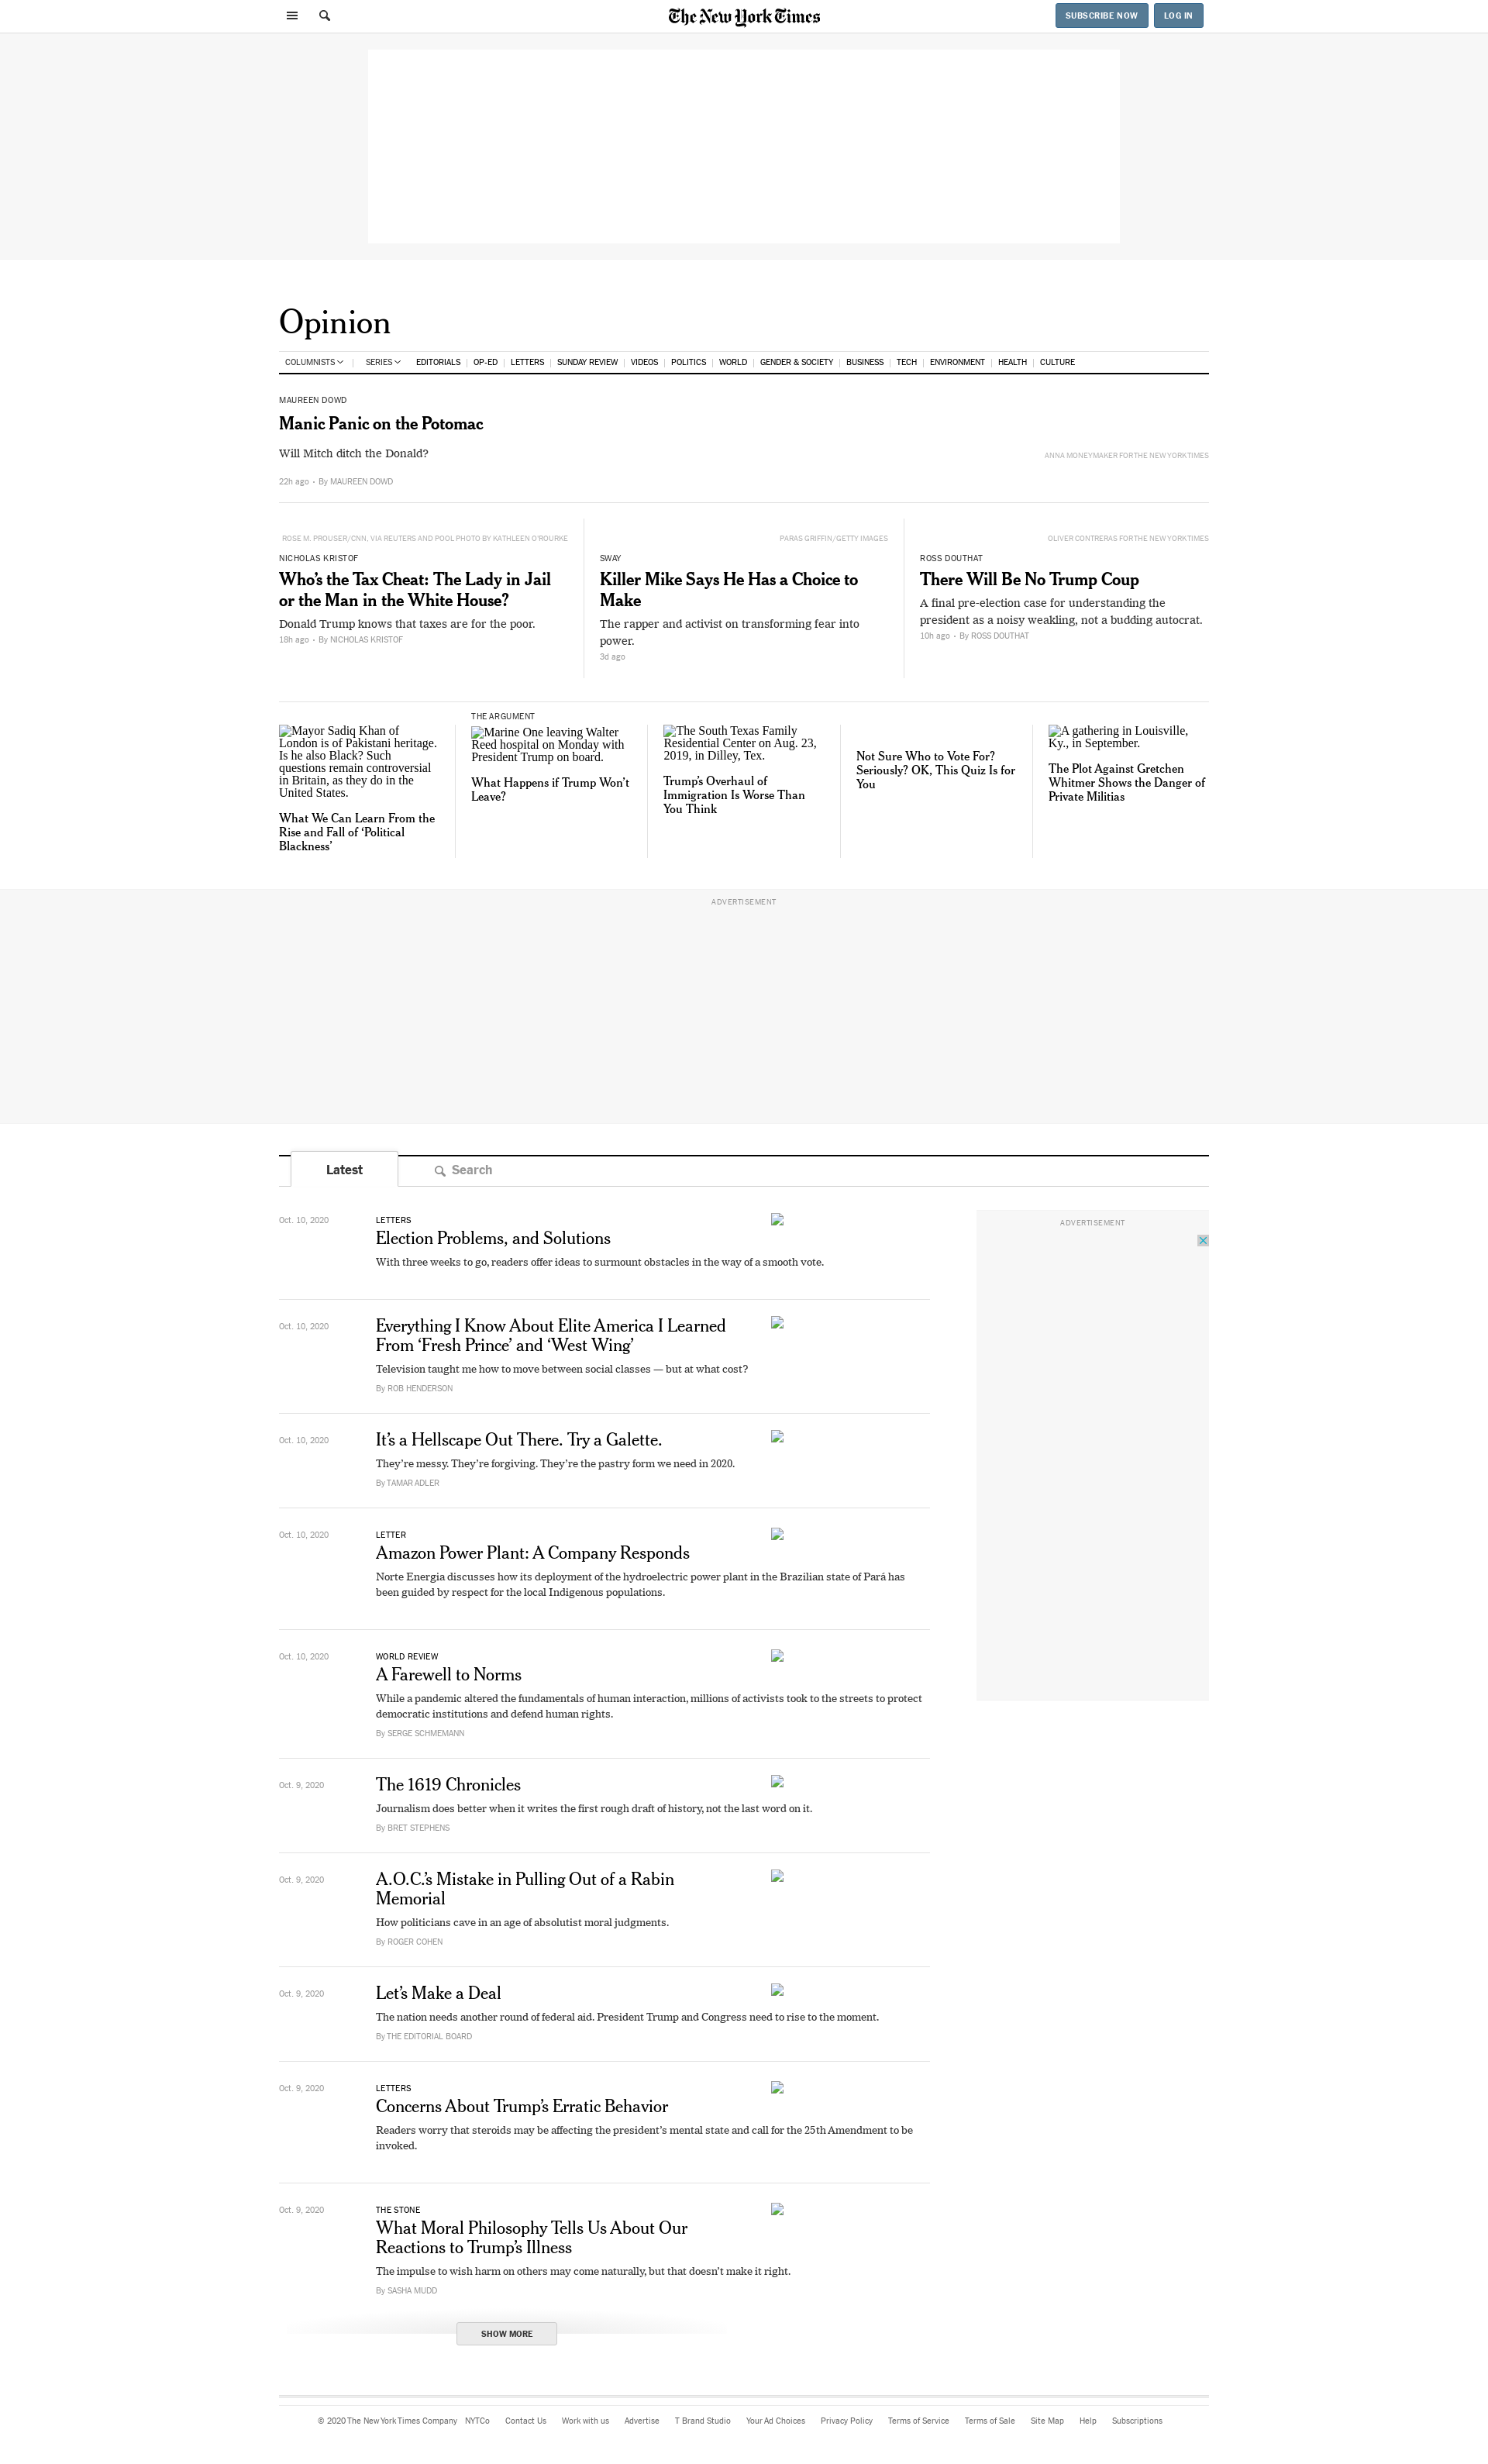 The New York Times
SUBSCRIBE NOW
LOG IN
Opinion
COLUMNISTS
SERIES
EDITORIALS
OP-ED
LETTERS
SUNDAY REVIEW
VIDEOS
POLITICS
WORLD
GENDER & SOCIETY
BUSINESS
TECH
ENVIRONMENT
HEALTH
CULTURE
MAUREEN DOWD
Manic Panic on the Potomac
Will Mitch ditch the Donald?
ANNA MONEYMAKER FOR THE NEW YORK TIMES
22h ago • By MAUREEN DOWD
ROSE M. PROUSER/CNN, VIA REUTERS AND POOL PHOTO BY KATHLEEN O'ROURKE
NICHOLAS KRISTOF
Who’s the Tax Cheat: The Lady in Jail
or the Man in the White House?
Donald Trump knows that taxes are for the poor.
18h ago • By NICHOLAS KRISTOF
PARAS GRIFFIN/GETTY IMAGES
SWAY
Killer Mike Says He Has a Choice to
Make
The rapper and activist on transforming fear into
power.
3d ago
OLIVER CONTRERAS FOR THE NEW YORK TIMES
ROSS DOUTHAT
There Will Be No Trump Coup
A final pre-election case for understanding the
president as a noisy weakling, not a budding autocrat.
10h ago • By ROSS DOUTHAT
Mayor Sadiq Khan of
London is of Pakistani heritage.
Is he also Black? Such
questions remain controversial
in Britain, as they do in the
United States.
What We Can Learn From the
Rise and Fall of ‘Political
Blackness’
THE ARGUMENT
Marine One leaving Walter
Reed hospital on Monday with
President Trump on board.
What Happens if Trump Won’t
Leave?
The South Texas Family
Residential Center on Aug. 23,
2019, in Dilley, Tex.
Trump’s Overhaul of
Immigration Is Worse Than
You Think
Not Sure Who to Vote For?
Seriously? OK, This Quiz Is for
You
A gathering in Louisville,
Ky., in September.
The Plot Against Gretchen
Whitmer Shows the Danger of
Private Militias
ADVERTISEMENT
Latest
Search
ADVERTISEMENT
Oct. 10, 2020
LETTERS
Election Problems, and Solutions
With three weeks to go, readers offer ideas to surmount obstacles in the way of a smooth vote.
Oct. 10, 2020
Everything I Know About Elite America I Learned
From ‘Fresh Prince’ and ‘West Wing’
Television taught me how to move between social classes — but at what cost?
By ROB HENDERSON
Oct. 10, 2020
It’s a Hellscape Out There. Try a Galette.
They’re messy. They’re forgiving. They’re the pastry form we need in 2020.
By TAMAR ADLER
Oct. 10, 2020
LETTER
Amazon Power Plant: A Company Responds
Norte Energia discusses how its deployment of the hydroelectric power plant in the Brazilian state of Pará has
been guided by respect for the local Indigenous populations.
Oct. 10, 2020
WORLD REVIEW
A Farewell to Norms
While a pandemic altered the fundamentals of human interaction, millions of activists took to the streets to protect
democratic institutions and defend human rights.
By SERGE SCHMEMANN
Oct. 9, 2020
The 1619 Chronicles
Journalism does better when it writes the first rough draft of history, not the last word on it.
By BRET STEPHENS
Oct. 9, 2020
A.O.C.’s Mistake in Pulling Out of a Rabin
Memorial
How politicians cave in an age of absolutist moral judgments.
By ROGER COHEN
Oct. 9, 2020
Let’s Make a Deal
The nation needs another round of federal aid. President Trump and Congress need to rise to the moment.
By THE EDITORIAL BOARD
Oct. 9, 2020
LETTERS
Concerns About Trump’s Erratic Behavior
Readers worry that steroids may be affecting the president’s mental state and call for the 25th Amendment to be
invoked.
Oct. 9, 2020
THE STONE
What Moral Philosophy Tells Us About Our
Reactions to Trump’s Illness
The impulse to wish harm on others may come naturally, but that doesn’t make it right.
By SASHA MUDD
SHOW MORE
© 2020 The New York Times Company
NYTCo
Contact Us
Work with us
Advertise
T Brand Studio
Your Ad Choices
Privacy Policy
Terms of Service
Terms of Sale
Site Map
Help
Subscriptions